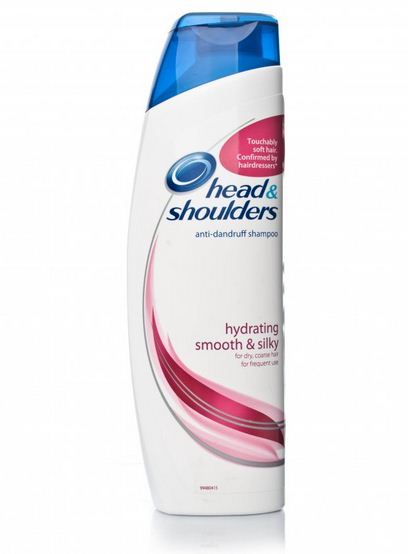 Touchably
soft hair.
Confirmed by
hairdressers*
head&
shoulders
anti-dandruff shampoo
hydrating
smooth & silky
for dry, coarse hair
for frequent use